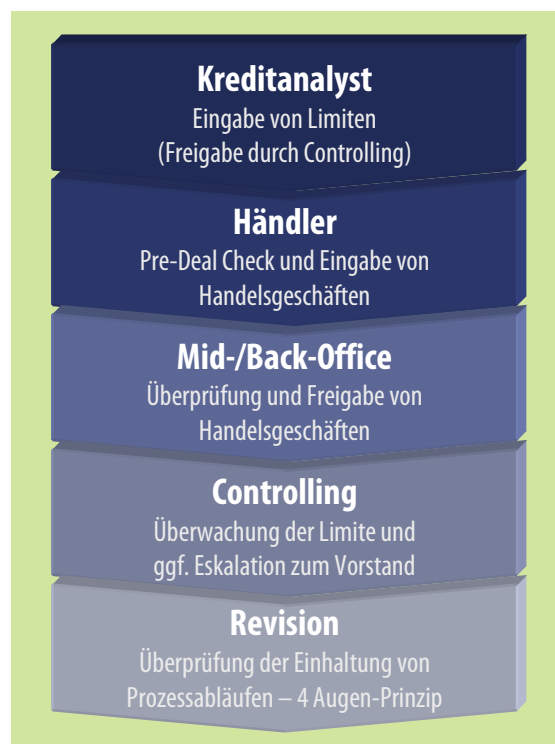 Kreditanalyst
Eingabe von Limiten
(Freigabe durch Controlling)
Händler
Pre-Deal Check und Eingabe von
Handelsgeschäften
Mid-/Back-Office
Überprüfung und Freigabe von
Handelsgeschäften
Controlling
Überwachung der Limite und
ggf. Eskalation zum Vorstand
Revision
Überprüfung der Einhaltung von
Prozessabläufen – 4 Augen-Prinzip